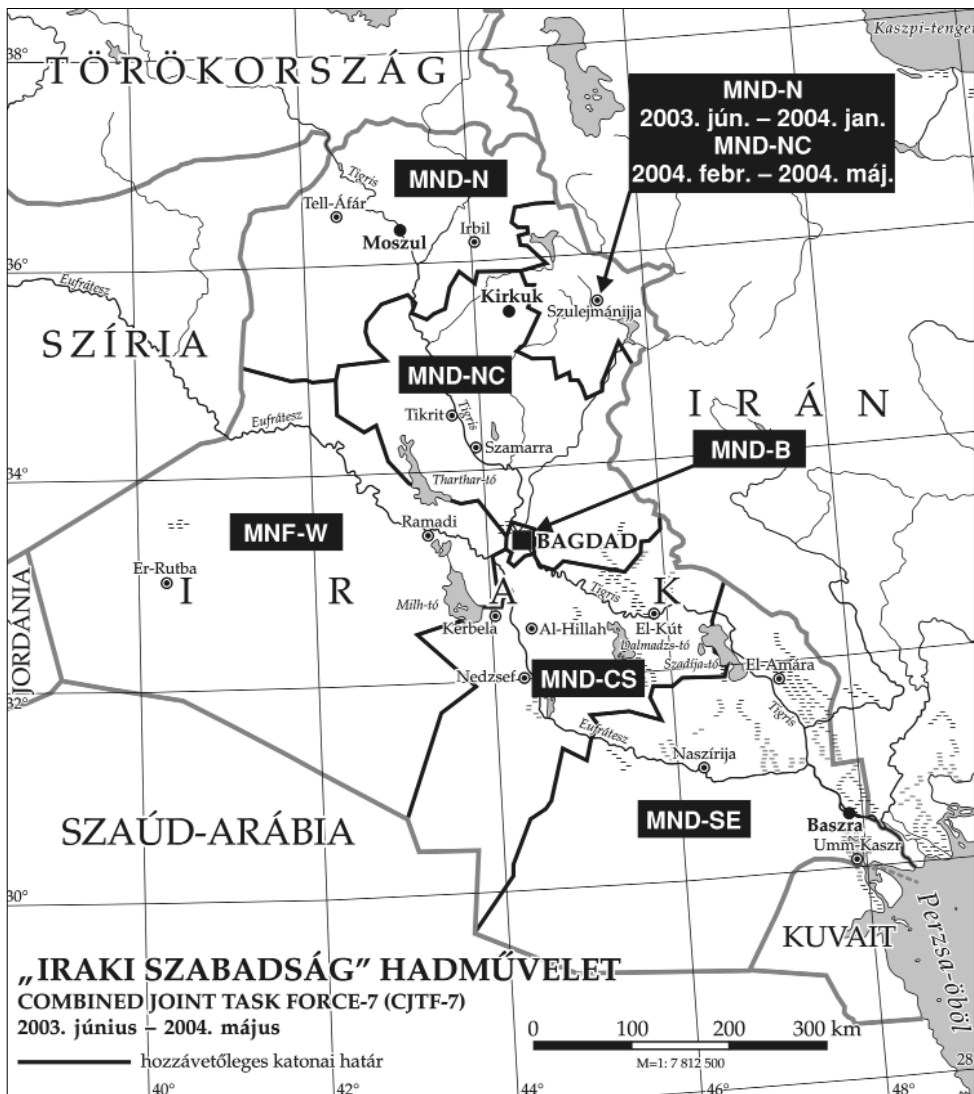 Kaszpi-tenger
38°
TÖRÖKORSZÁG
MND-N
2003. jún. – 2004. jan.
MND-NC
2004. febr. – 2004. máj.
Tigris
MND-N
Tell-Áfár
Moszul
Irbil
36°
Eufrátesz
Kirkuk
Szulejmánijja
SZÍRIA
MND-NC
IRÁN
Eufrátesz
Tikrit
Tigris
Szamarra
MND-B
34°
Tharthar-tó
Ramadi
MNF-W
BAGDAD
Er-Rutba
IRAK
Tigris
JORDÁNIA
Milh-tó
Kerbela
Al-Hillah
El-Kút
Dalmadzs-tó
Szadíja-tó
El-Amára
Nedzsef
MND-CS
32°
Tigris
Eufrátesz
Naszírija
SZAÚD-ARÁBIA
MND-SE
Baszra
Umm-Kaszr
30°
KUVAIT
Perzsa-öböl
„IRAKI SZABADSÁG” HADMŰVELET
COMBINED JOINT TASK FORCE-7 (CJTF-7)
2003. június – 2004. május
0 100 200 300 km
hozzávetőleges katonai határ
M=1: 7 812 500
28°
40° 42° 44° 46° 48°